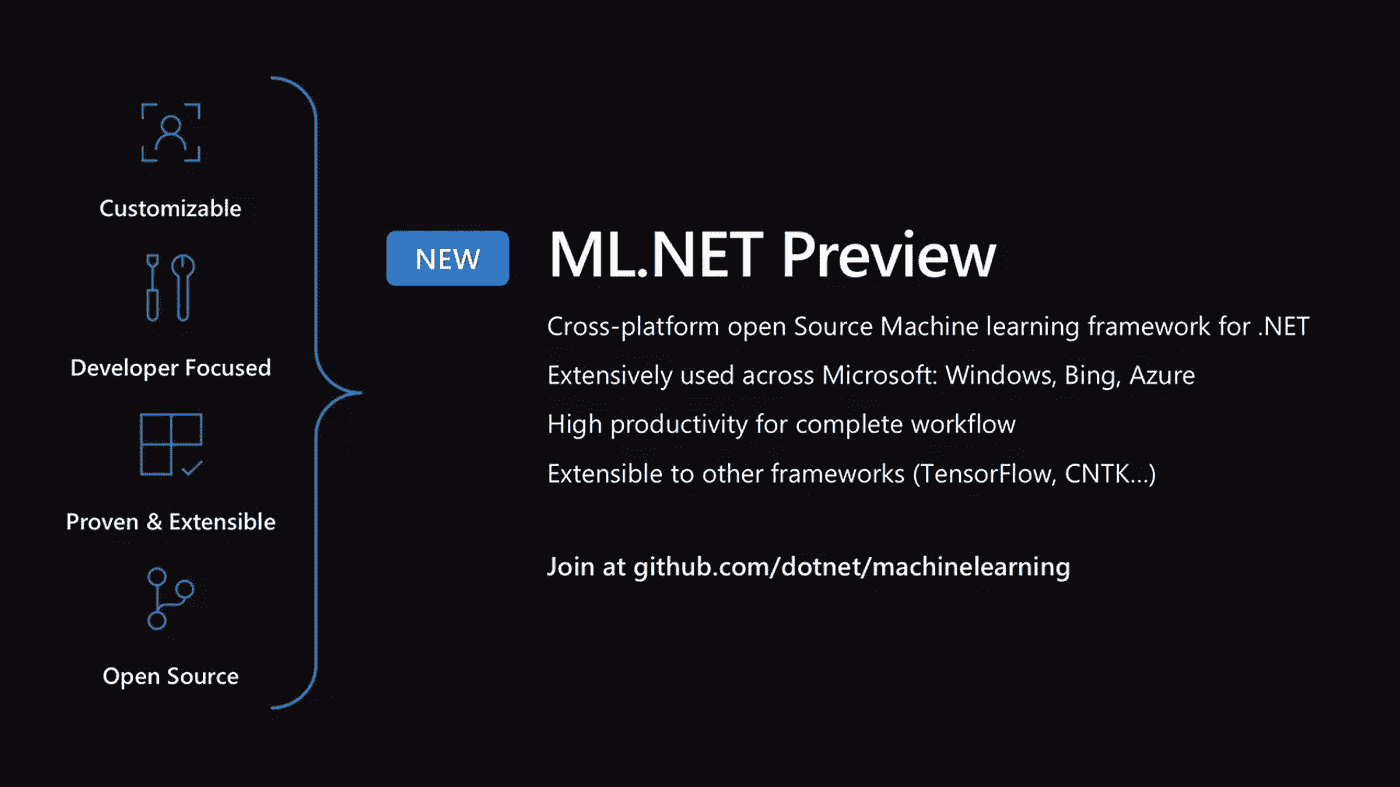 Customizable
Developer Focused
Proven & Extensible
Open Source
NEW
ML.NET Preview
Cross-platform open Source Machine learning framework for .NET
Extensively used across Microsoft: Windows, Bing, Azure
High productivity for complete workflow
Extensible to other frameworks (TensorFlow, CNTK...)
Join at github.com/dotnet/machinelearning